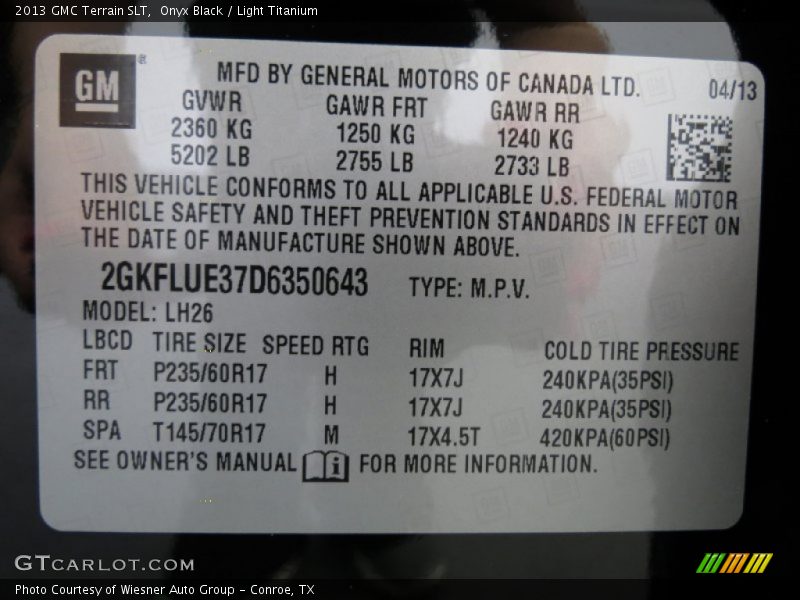 2013 GMC Terrain SLT,  Onyx Black / Light Titanium
GM®
MFD BY GENERAL MOTORS OF CANADA LTD.
04/13
GVWR GAWR FRT GAWR RR
2360 KG 1250 KG 1240 KG
5202 LB 2755 LB 2733 LB
THIS VEHICLE CONFORMS TO ALL APPLICABLE U.S. FEDERAL MOTOR
VEHICLE SAFETY AND THEFT PREVENTION STANDARDS IN EFFECT ON
THE DATE OF MANUFACTURE SHOWN ABOVE.
2GKFLUE37D6350643 TYPE: M.P.V.
MODEL: LH26
LBCD TIRE SIZE SPEED RTG RIM COLD TIRE PRESSURE
FRT P235/60R17 H 17X7J 240KPA(35PSI)
RR P235/60R17 H 17X7J 240KPA(35PSI)
SPA T145/70R17 M 17X4.5T 420KPA(60PSI)
SEE OWNER'S MANUAL i FOR MORE INFORMATION.
GTCARLOT.COM
Photo Courtesy of Wiesner Auto Group - Conroe, TX